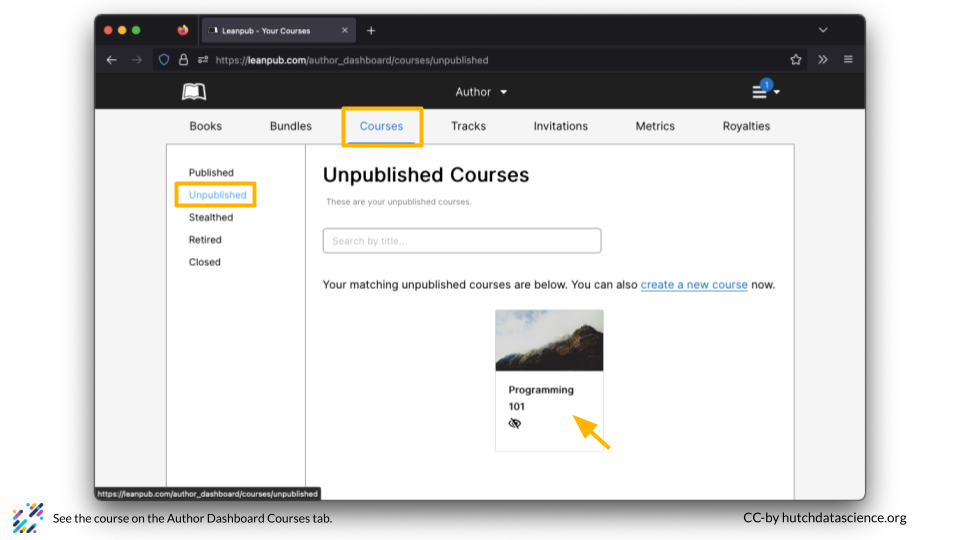 Leanpub - Your Courses
https://leanpub.com/author_dashboard/courses/unpublished
Author
1
Books
Bundles
Courses
Tracks
Invitations
Metrics
Royalties
Published
Unpublished
Stealthed
Retired
Closed
Unpublished Courses
These are your unpublished courses.
Search by title...
Your matching unpublished courses are below. You can also create a new course now.
Programming
101
https://leanpub.com/author_dashboard/courses/unpublished
See the course on the Author Dashboard Courses tab.
CC-by hutchdatascience.org